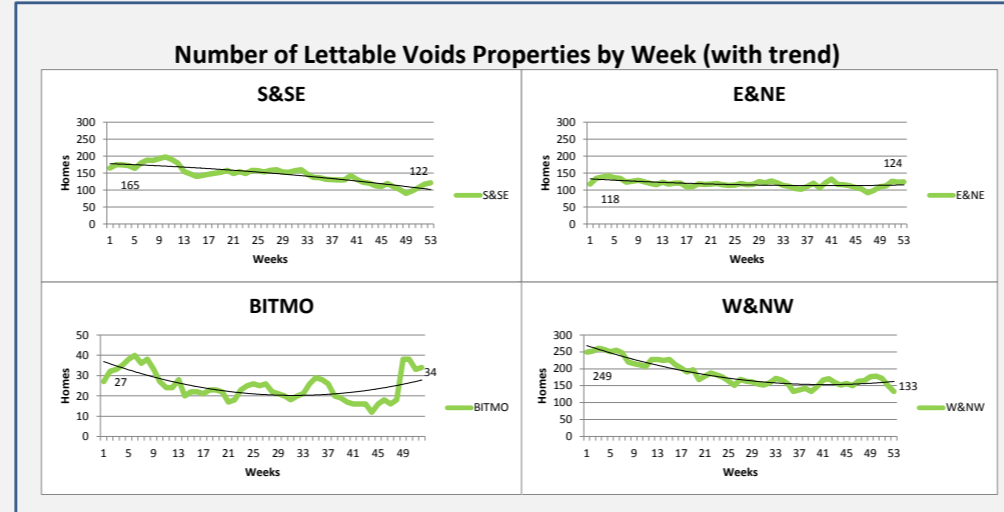 Number of Lettable Voids Properties by Week (with trend)
S&SE
300
250
200
150
100
50
0
Homes
165
122
1 5 9 13 17 21 25 29 33 37 41 45 49 53
Weeks
S&SE
E&NE
300
250
200
150
100
50
0
Homes
118
124
1 5 9 13 17 21 25 29 33 37 41 45 49 53
Weeks
E&NE
BITMO
50
40
30
20
10
0
Homes
27
34
1 5 9 13 17 21 25 29 33 37 41 45 49
Weeks
BITMO
W&NW
300
250
200
150
100
50
0
Homes
249
133
1 5 9 13 17 21 25 29 33 37 41 45 49 53
Weeks
W&NW